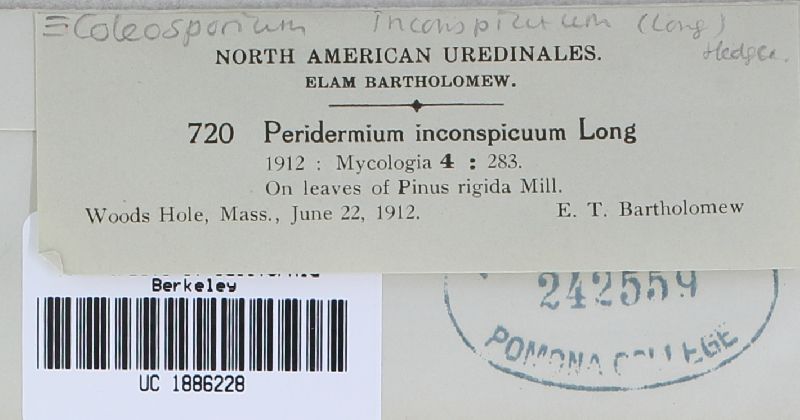 = Coleosporium inconspicuum (Long)
Hedgc.
NORTH AMERICAN UREDINALES.
ELAM BARTHOLOMEW.
720 Peridermium inconspicuum Long
1912 : Mycologia 4 : 283.
On leaves of Pinus rigida Mill.
Woods Hole, Mass., June 22, 1912. E. T. Bartholomew
Berkeley
UC 1886228
242559
POMONA COLLEGE